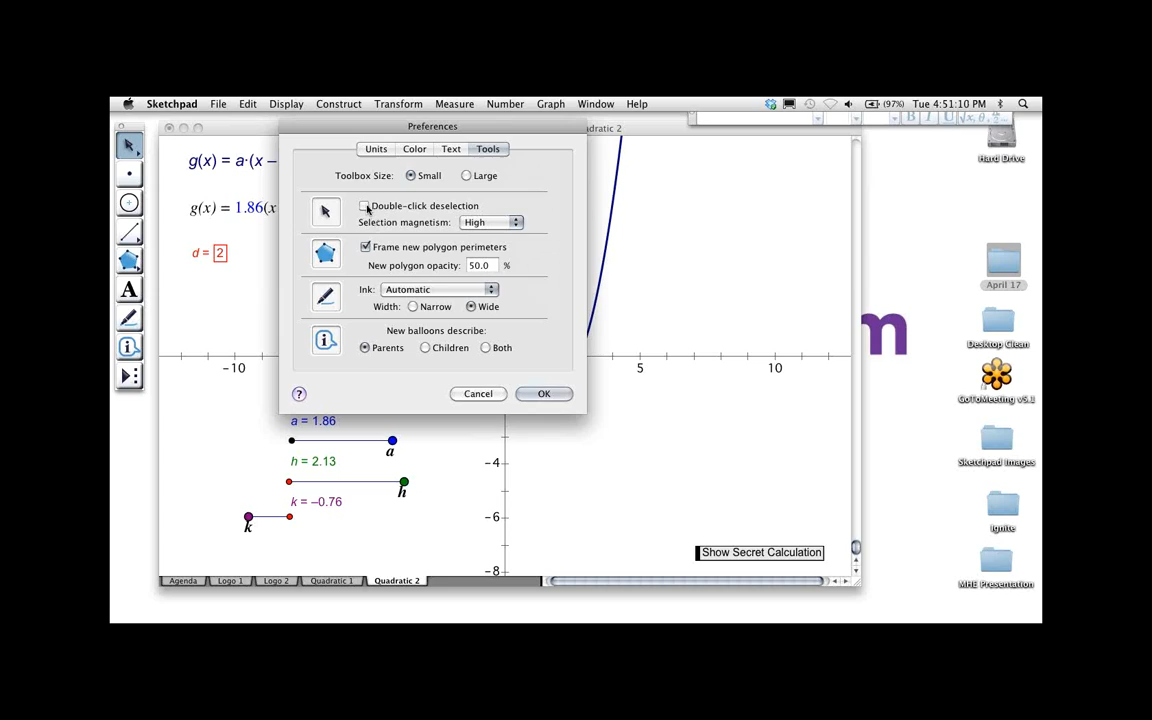 Sketchpad File Edit Display Construct Transform Measure Number Graph Window Help (97%) Tue 4:51:10 PM
Preferences
adratic 2
B I U
Hard Drive
Units Color Text Tools
g(x) = a·(x −
Toolbox Size: Small Large
g(x) = 1.86(x
Double-click deselection
Selection magnetism: High
d = 2
Frame new polygon perimeters
New polygon opacity: 50.0 %
April 17
Ink: Automatic
Width: Narrow Wide
A
New balloons describe:
Parents Children Both
m
Desktop Clean
-10 5 10
Cancel OK
?
GoToMeeting v5.1
a = 1.86
a
h = 2.13
-4
Sketchpad Images
h
k = –0.76
-6
k
Ignite
Show Secret Calculation
-8
Agenda Logo 1 Logo 2 Quadratic 1 Quadratic 2
MHE Presentation